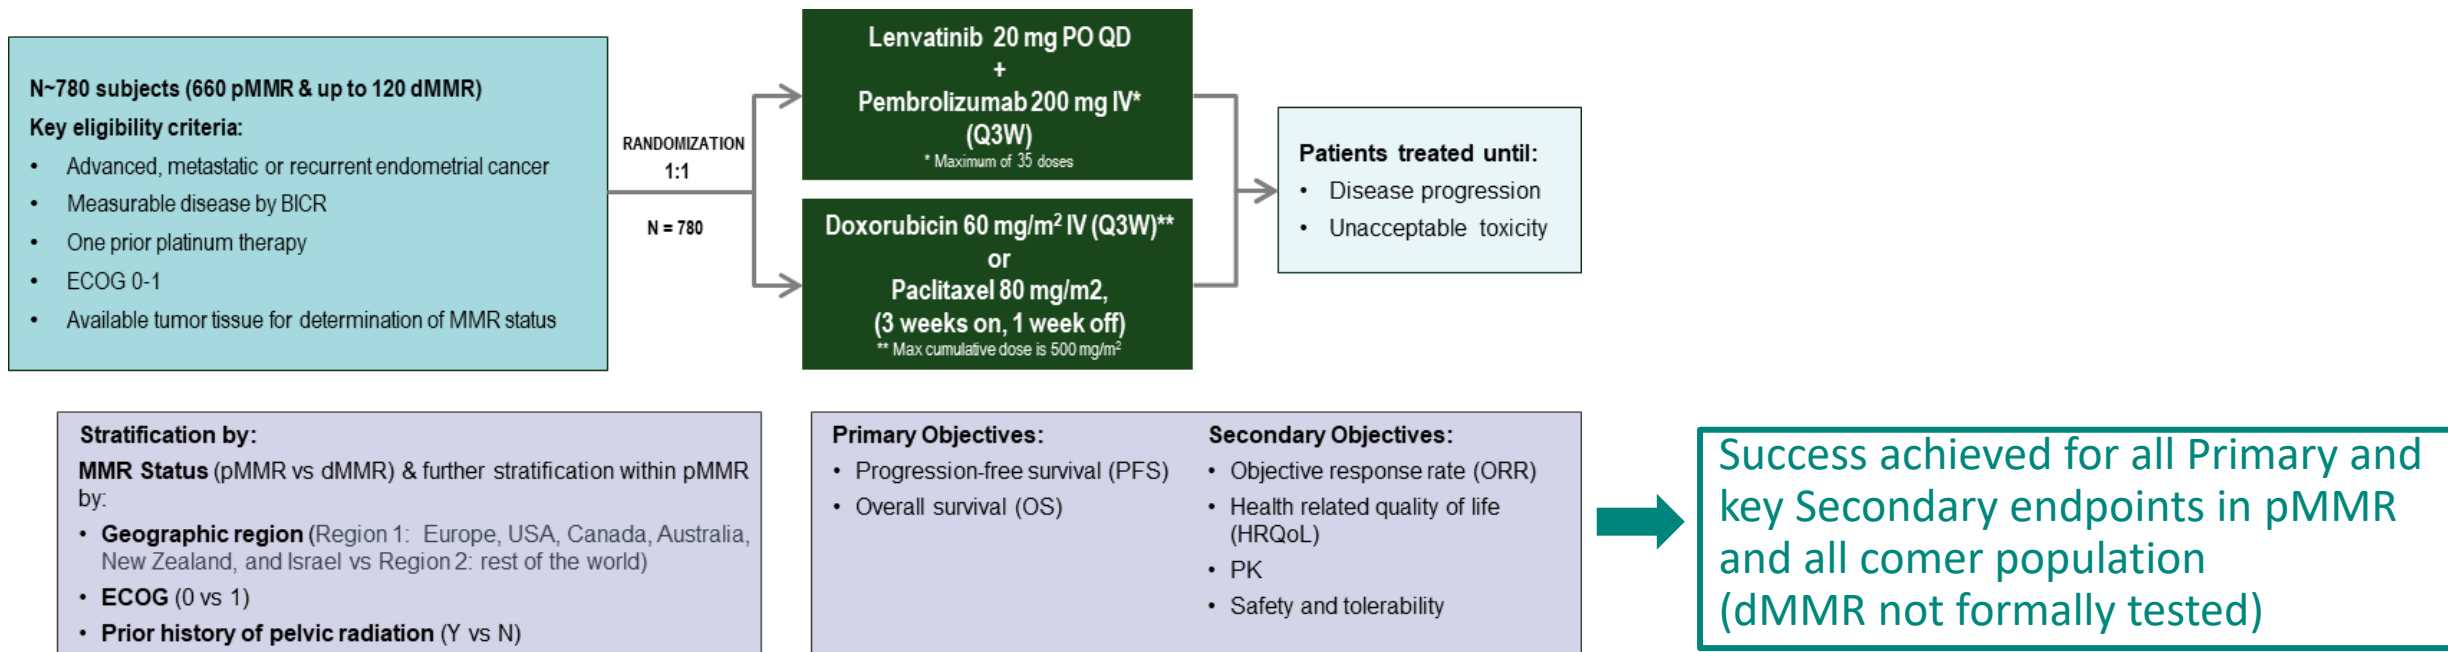 N~780 subjects (660 pMMR & up to 120 dMMR)
Key eligibility criteria:
• Advanced, metastatic or recurrent endometrial cancer
• Measurable disease by BICR
• One prior platinum therapy
• ECOG 0-1
• Available tumor tissue for determination of MMR status
RANDOMIZATION
1:1
N = 780
Lenvatinib 20 mg PO QD
+
Pembrolizumab 200 mg IV*
(Q3W)
* Maximum of 35 doses
Doxorubicin 60 mg/m² IV (Q3W)**
or
Paclitaxel 80 mg/m2,
(3 weeks on, 1 week off)
** Max cumulative dose is 500 mg/m²
Patients treated until:
• Disease progression
• Unacceptable toxicity
Stratification by:
MMR Status (pMMR vs dMMR) & further stratification within pMMR
by:
• Geographic region (Region 1: Europe, USA, Canada, Australia,
New Zealand, and Israel vs Region 2: rest of the world)
• ECOG (0 vs 1)
• Prior history of pelvic radiation (Y vs N)
Primary Objectives:
• Progression-free survival (PFS)
• Overall survival (OS)
Secondary Objectives:
• Objective response rate (ORR)
• Health related quality of life
(HRQoL)
• PK
• Safety and tolerability
Success achieved for all Primary and
key Secondary endpoints in pMMR
and all comer population
(dMMR not formally tested)